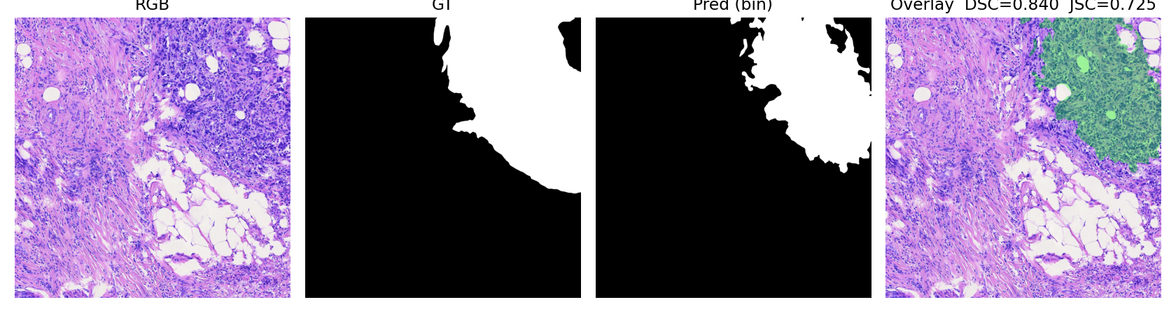 RGB
GT
Pred (bin)
Overlay DSC=0.840 JSC=0.725